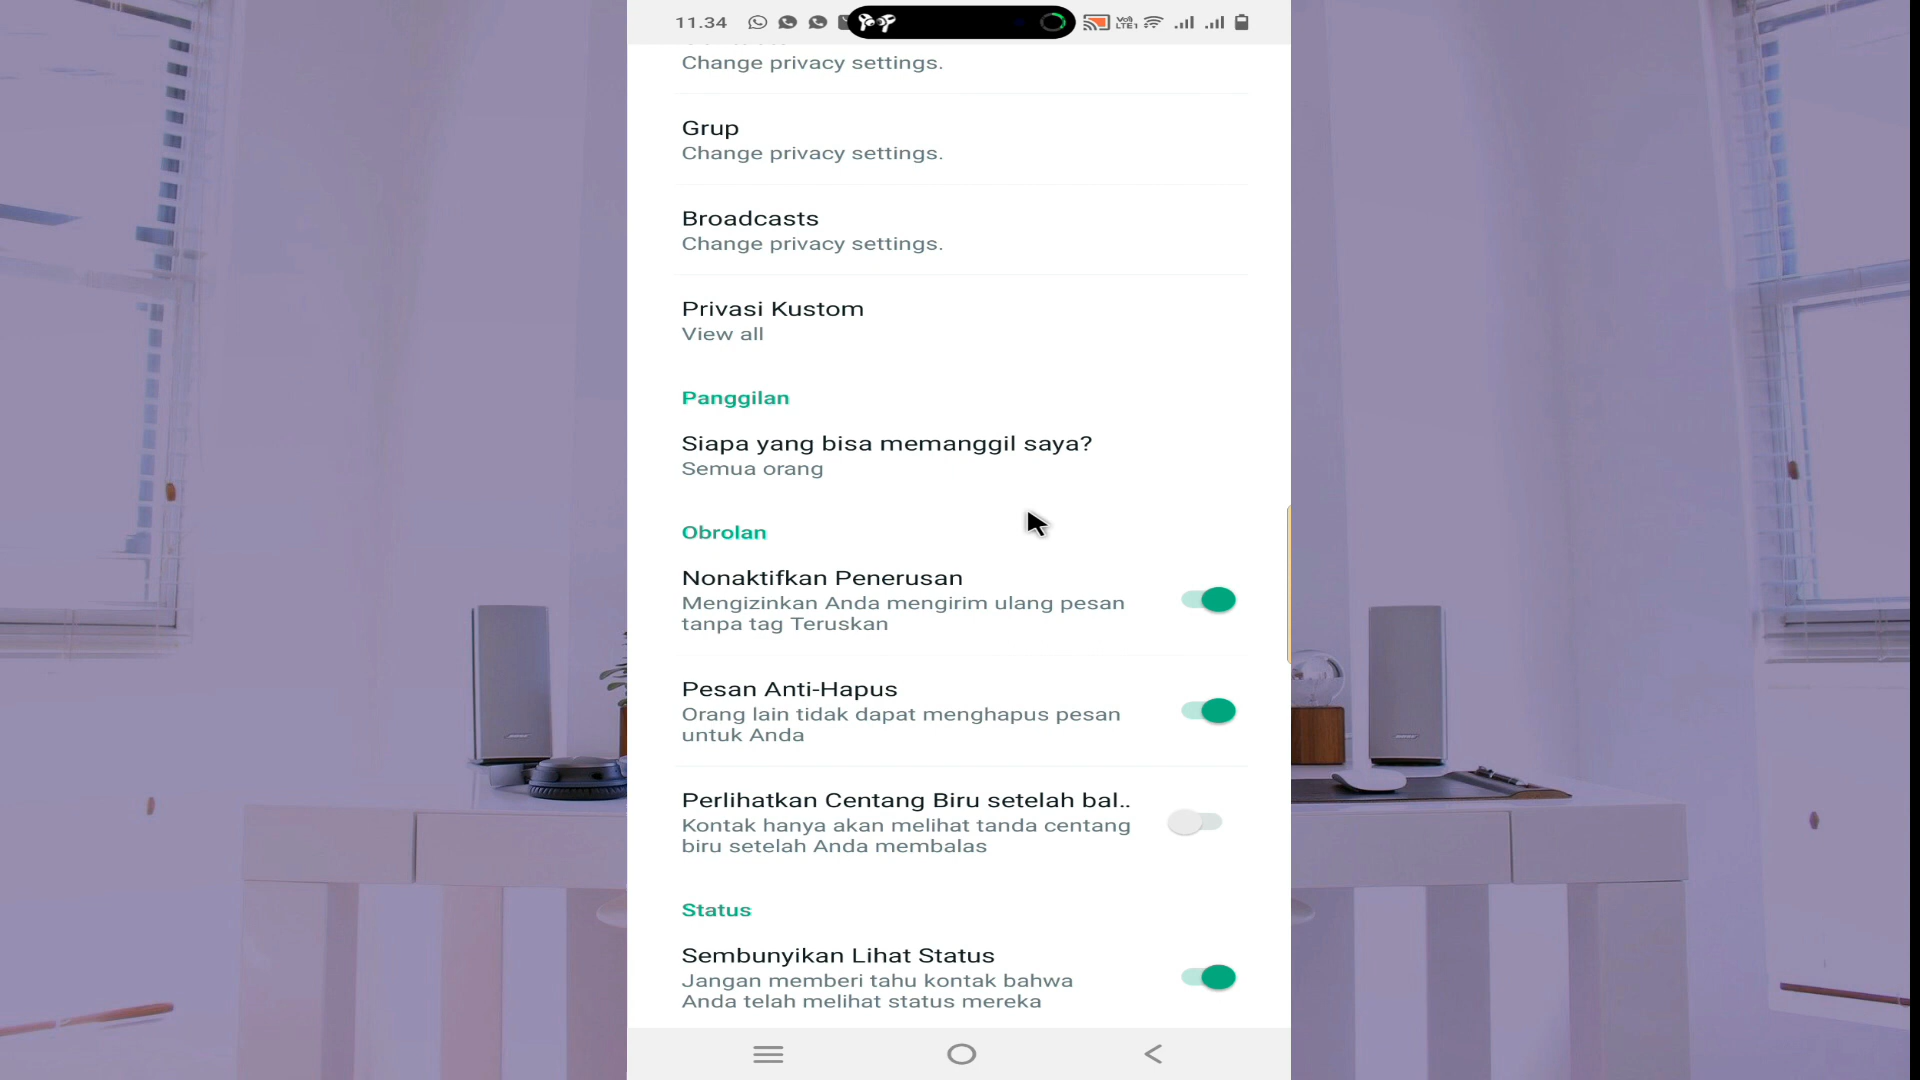 11.34
Change privacy settings.
Grup
Change privacy settings.
Broadcasts
Change privacy settings.
Privasi Kustom
View all
Panggilan
Siapa yang bisa memanggil saya?
Semua orang
Obrolan
Nonaktifkan Penerusan
Mengizinkan Anda mengirim ulang pesan
tanpa tag Teruskan
Pesan Anti-Hapus
Orang lain tidak dapat menghapus pesan
untuk Anda
Perlihatkan Centang Biru setelah bal..
Kontak hanya akan melihat tanda centang
biru setelah Anda membalas
Status
Sembunyikan Lihat Status
Jangan memberi tahu kontak bahwa
Anda telah melihat status mereka